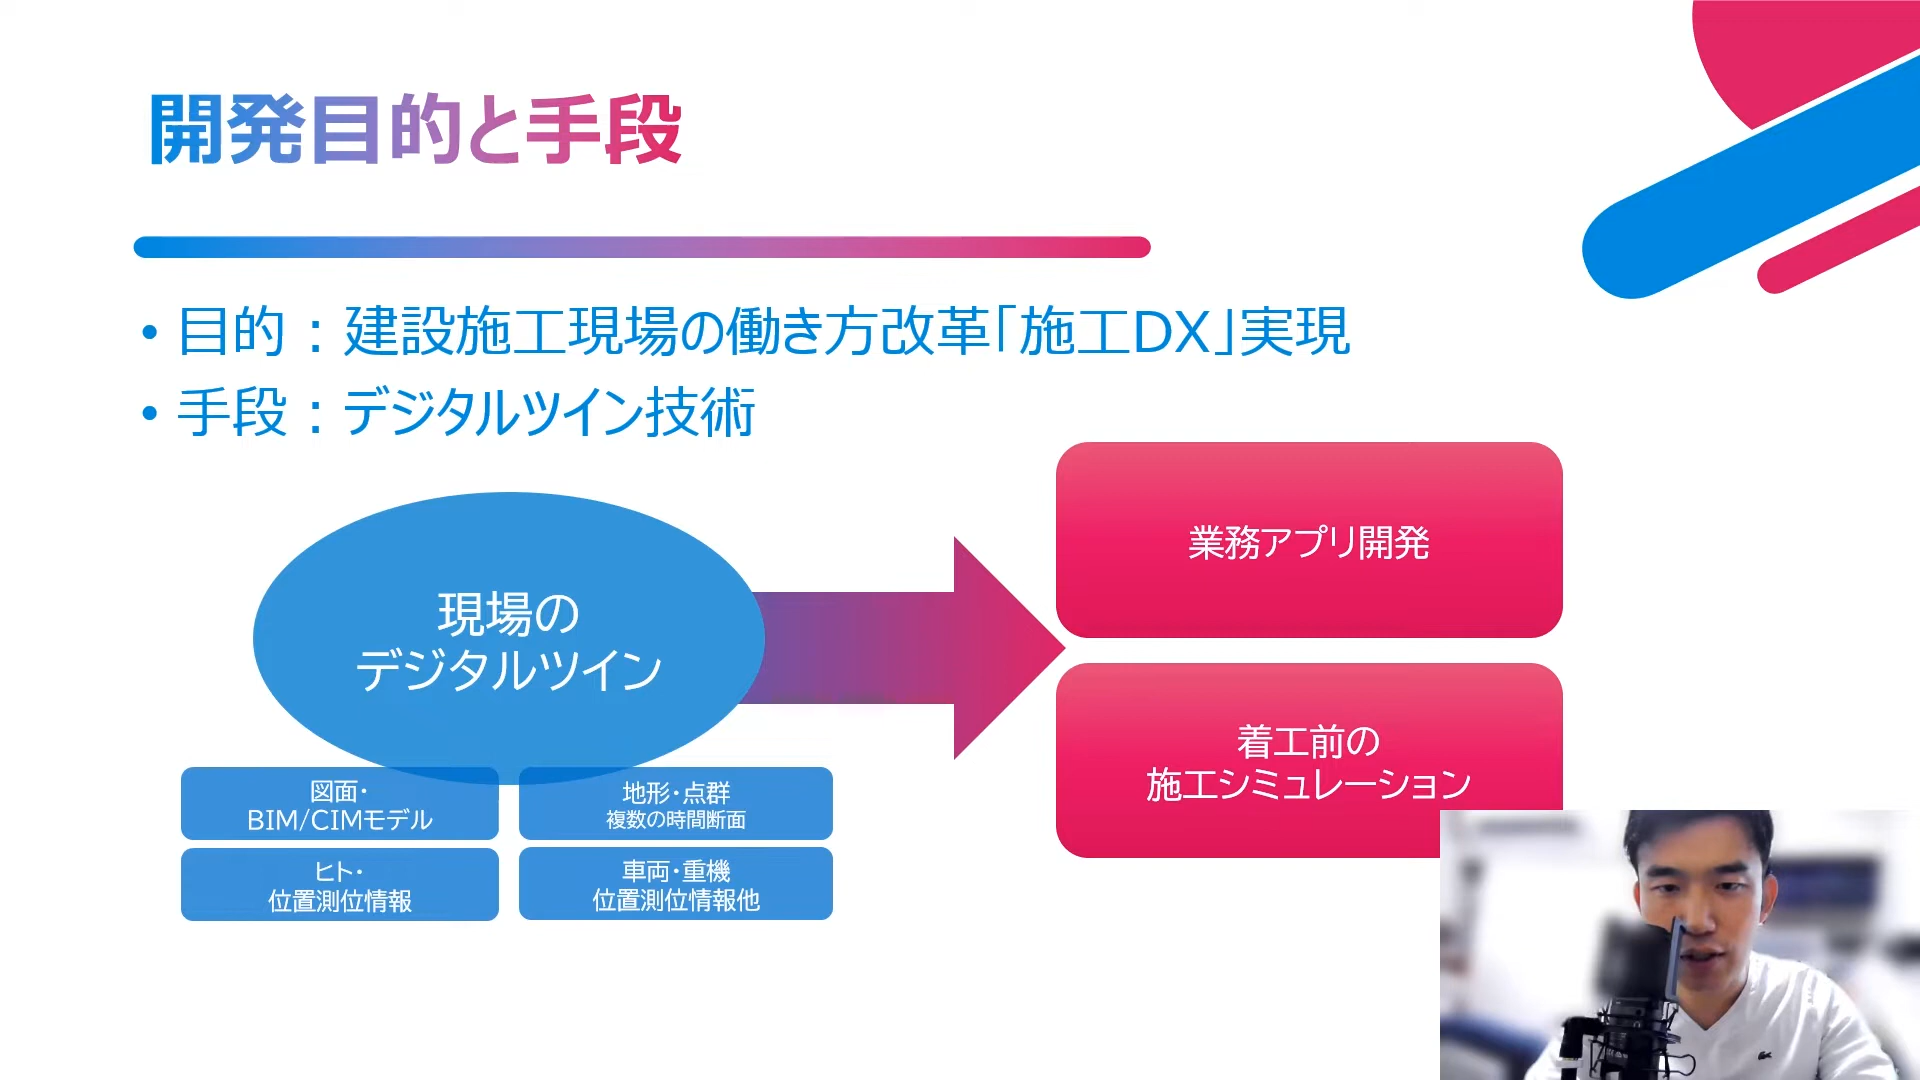 開発目的と手段
• 目的：建設施工現場の働き方改革「施工DX」実現
• 手段：デジタルツイン技術
現場の
デジタルツイン
図面・
BIM/CIMモデル
地形・点群
複数の時間断面
ヒト・
位置測位情報
車両・重機
位置測位情報他
業務アプリ開発
着工前の
施工シミュレーション